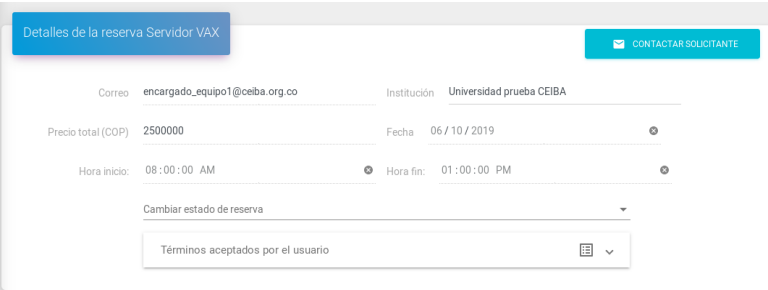 Detalles de la reserva Servidor VAX
CONTACTAR SOLICITANTE
Correo encargado_equipo1@ceiba.org.co Institución Universidad prueba CEIBA
Precio total (COP) 2500000 Fecha 06 / 10 / 2019
Hora inicio: 08 : 00 : 00 AM Hora fin: 01 : 00 : 00 PM
Cambiar estado de reserva
Términos aceptados por el usuario